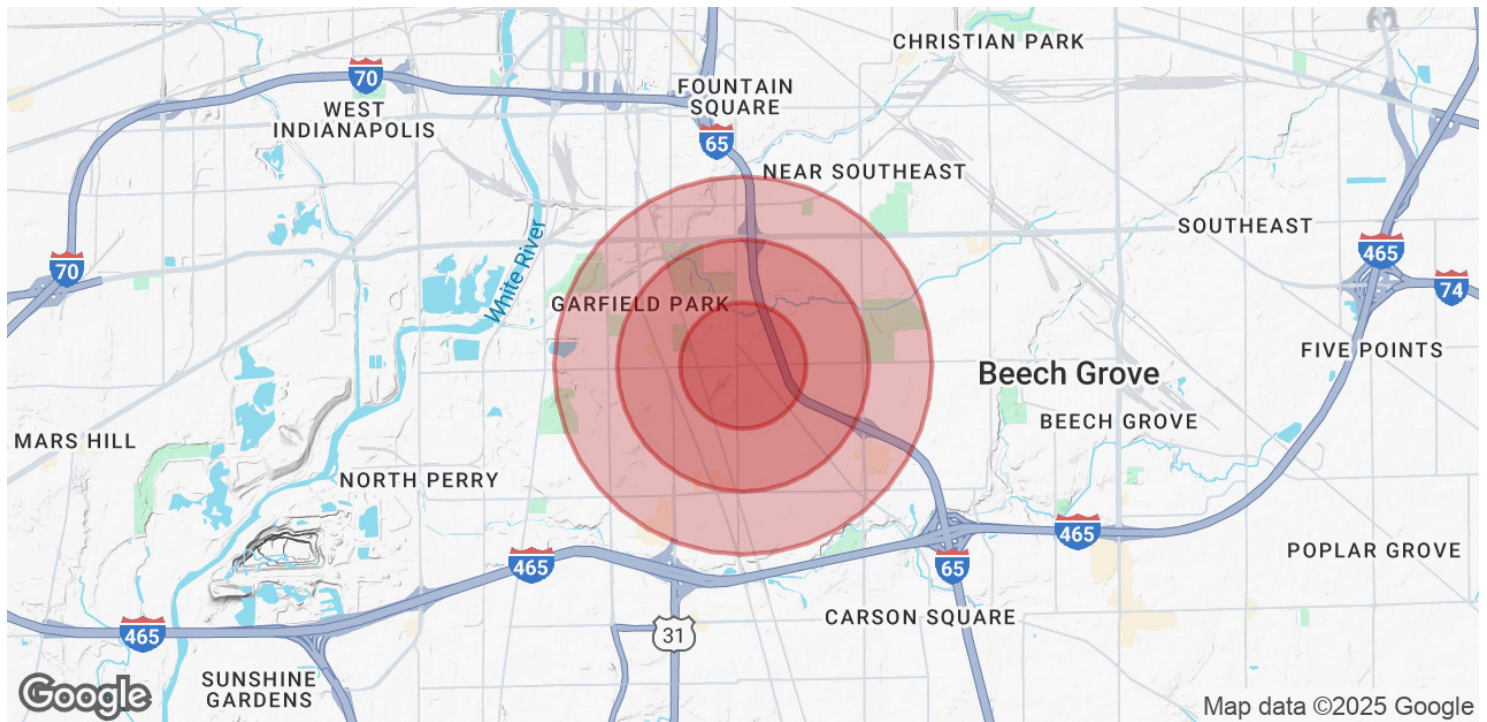 CHRISTIAN PARK
70
FOUNTAIN
SQUARE
WEST
INDIANAPOLIS
65
NEAR SOUTHEAST
SOUTHEAST
465
70
White River
74
GARFIELD PARK
FIVE POINTS
Beech Grove
BEECH GROVE
MARS HILL
NORTH PERRY
465
POPLAR GROVE
465
65
CARSON SQUARE
465
31
SUNSHINE
GARDENS
Google
Map data ©2025 Google